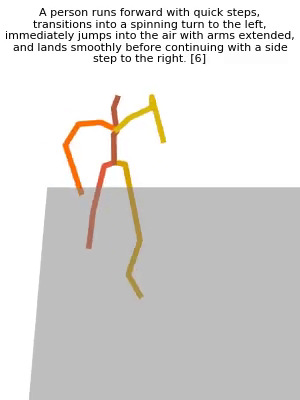 A person runs forward with quick steps,
transitions into a spinning turn to the left,
immediately jumps into the air with arms extended,
and lands smoothly before continuing with a side
step to the right. [6]